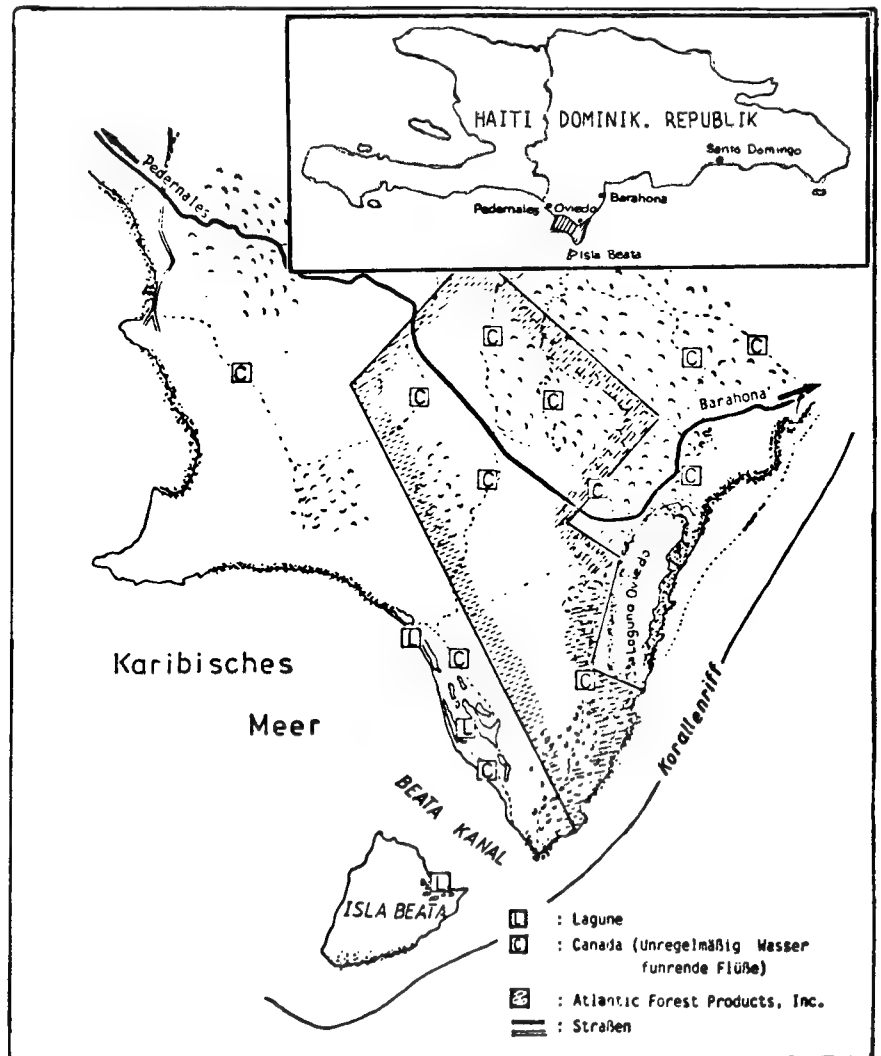 HAITI DOMINIK. REPUBLIK
Santo Domingo
Barahona
Pedernales
Oviedo
Isla Beata
Pedernales
C
C
C
C
C
C
Barahona
C
C
C
C
Laguna Oviedo
L
C
C
Karibisches
Meer
L
C
Korallenriff
BEATA KANAL
L
ISLA BEATA
L : Lagune
C : Canada (Unregelmäßig Wasser
fuhrende Flüße)
: Atlantic Forest Products, Inc.
: Straßen